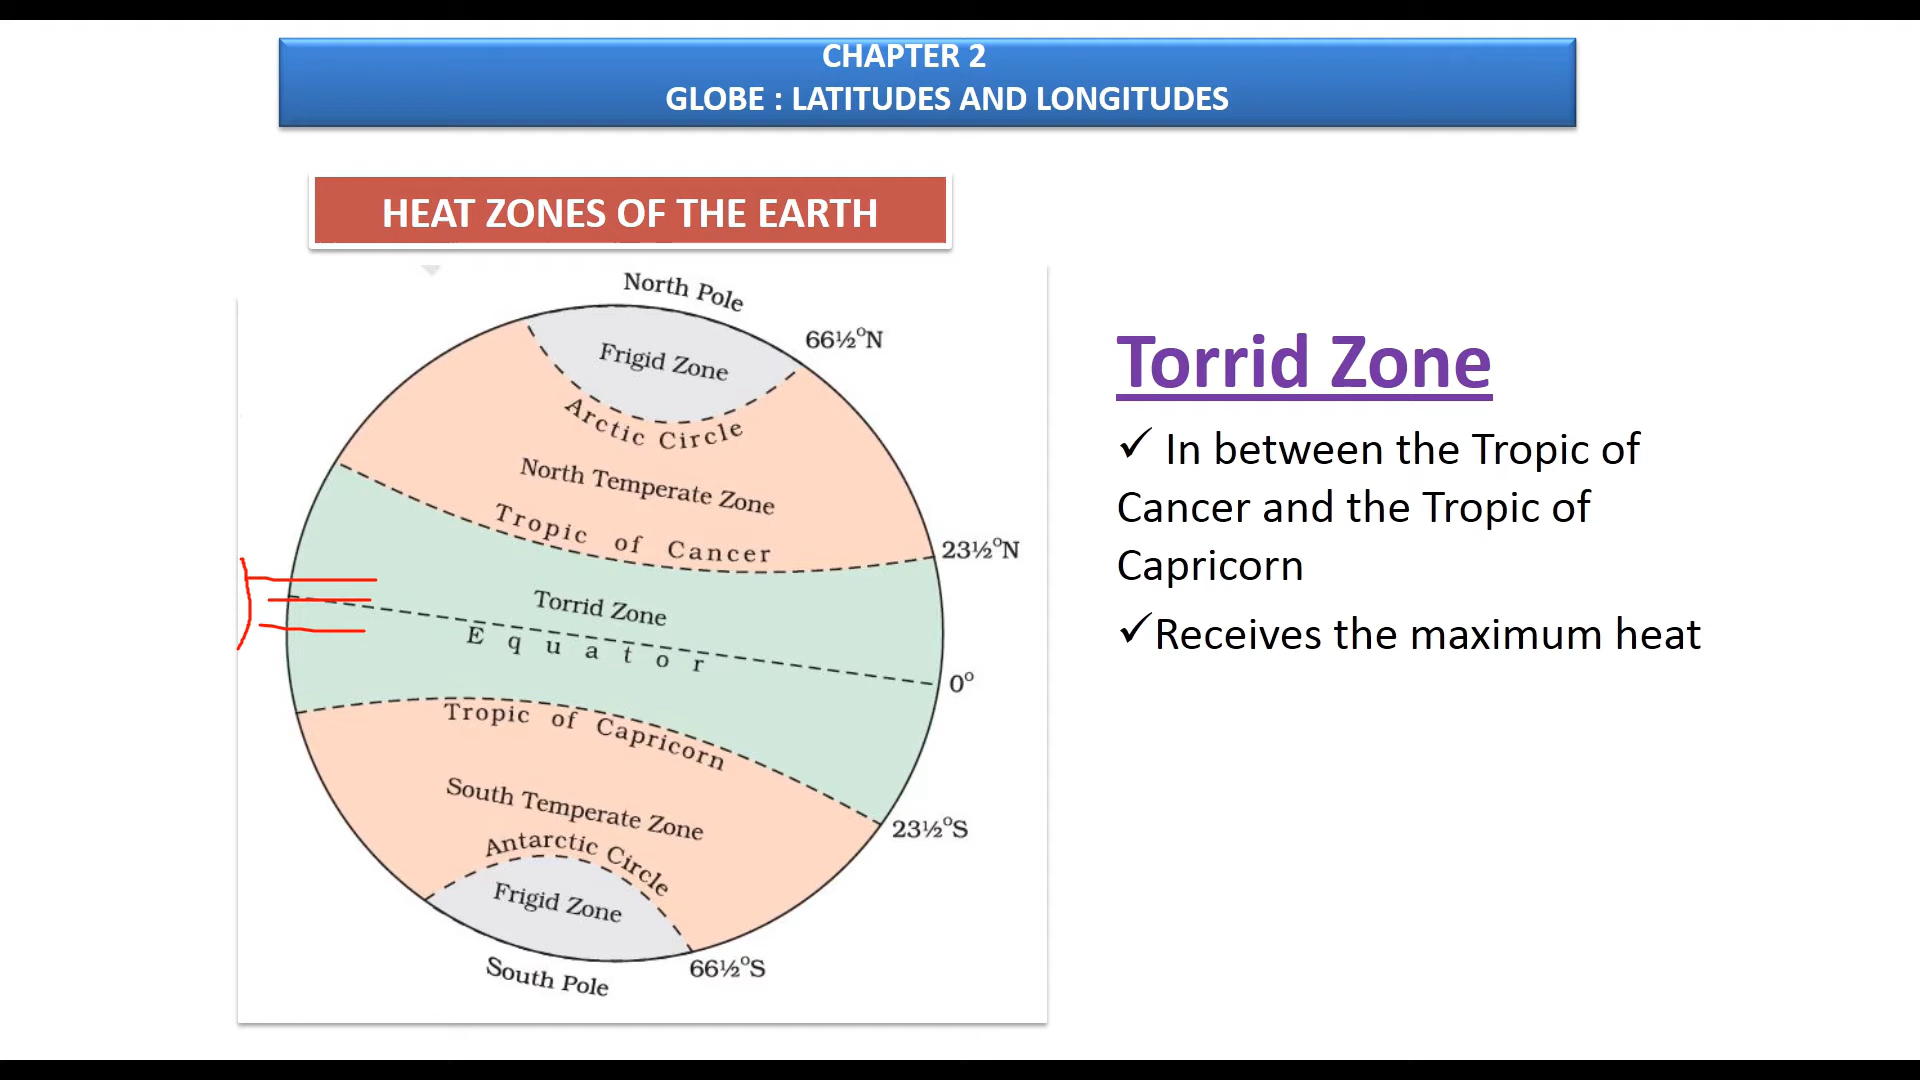 CHAPTER 2
GLOBE : LATITUDES AND LONGITUDES
HEAT ZONES OF THE EARTH
North Pole
66½°N
Frigid Zone
Arctic Circle
North Temperate Zone
Tropic of Cancer
23½°N
Torrid Zone
Equator
0°
Tropic of Capricorn
South Temperate Zone
23½°S
Antarctic Circle
Frigid Zone
66½°S
South Pole
Torrid Zone
✓ In between the Tropic of
Cancer and the Tropic of
Capricorn
✓Receives the maximum heat